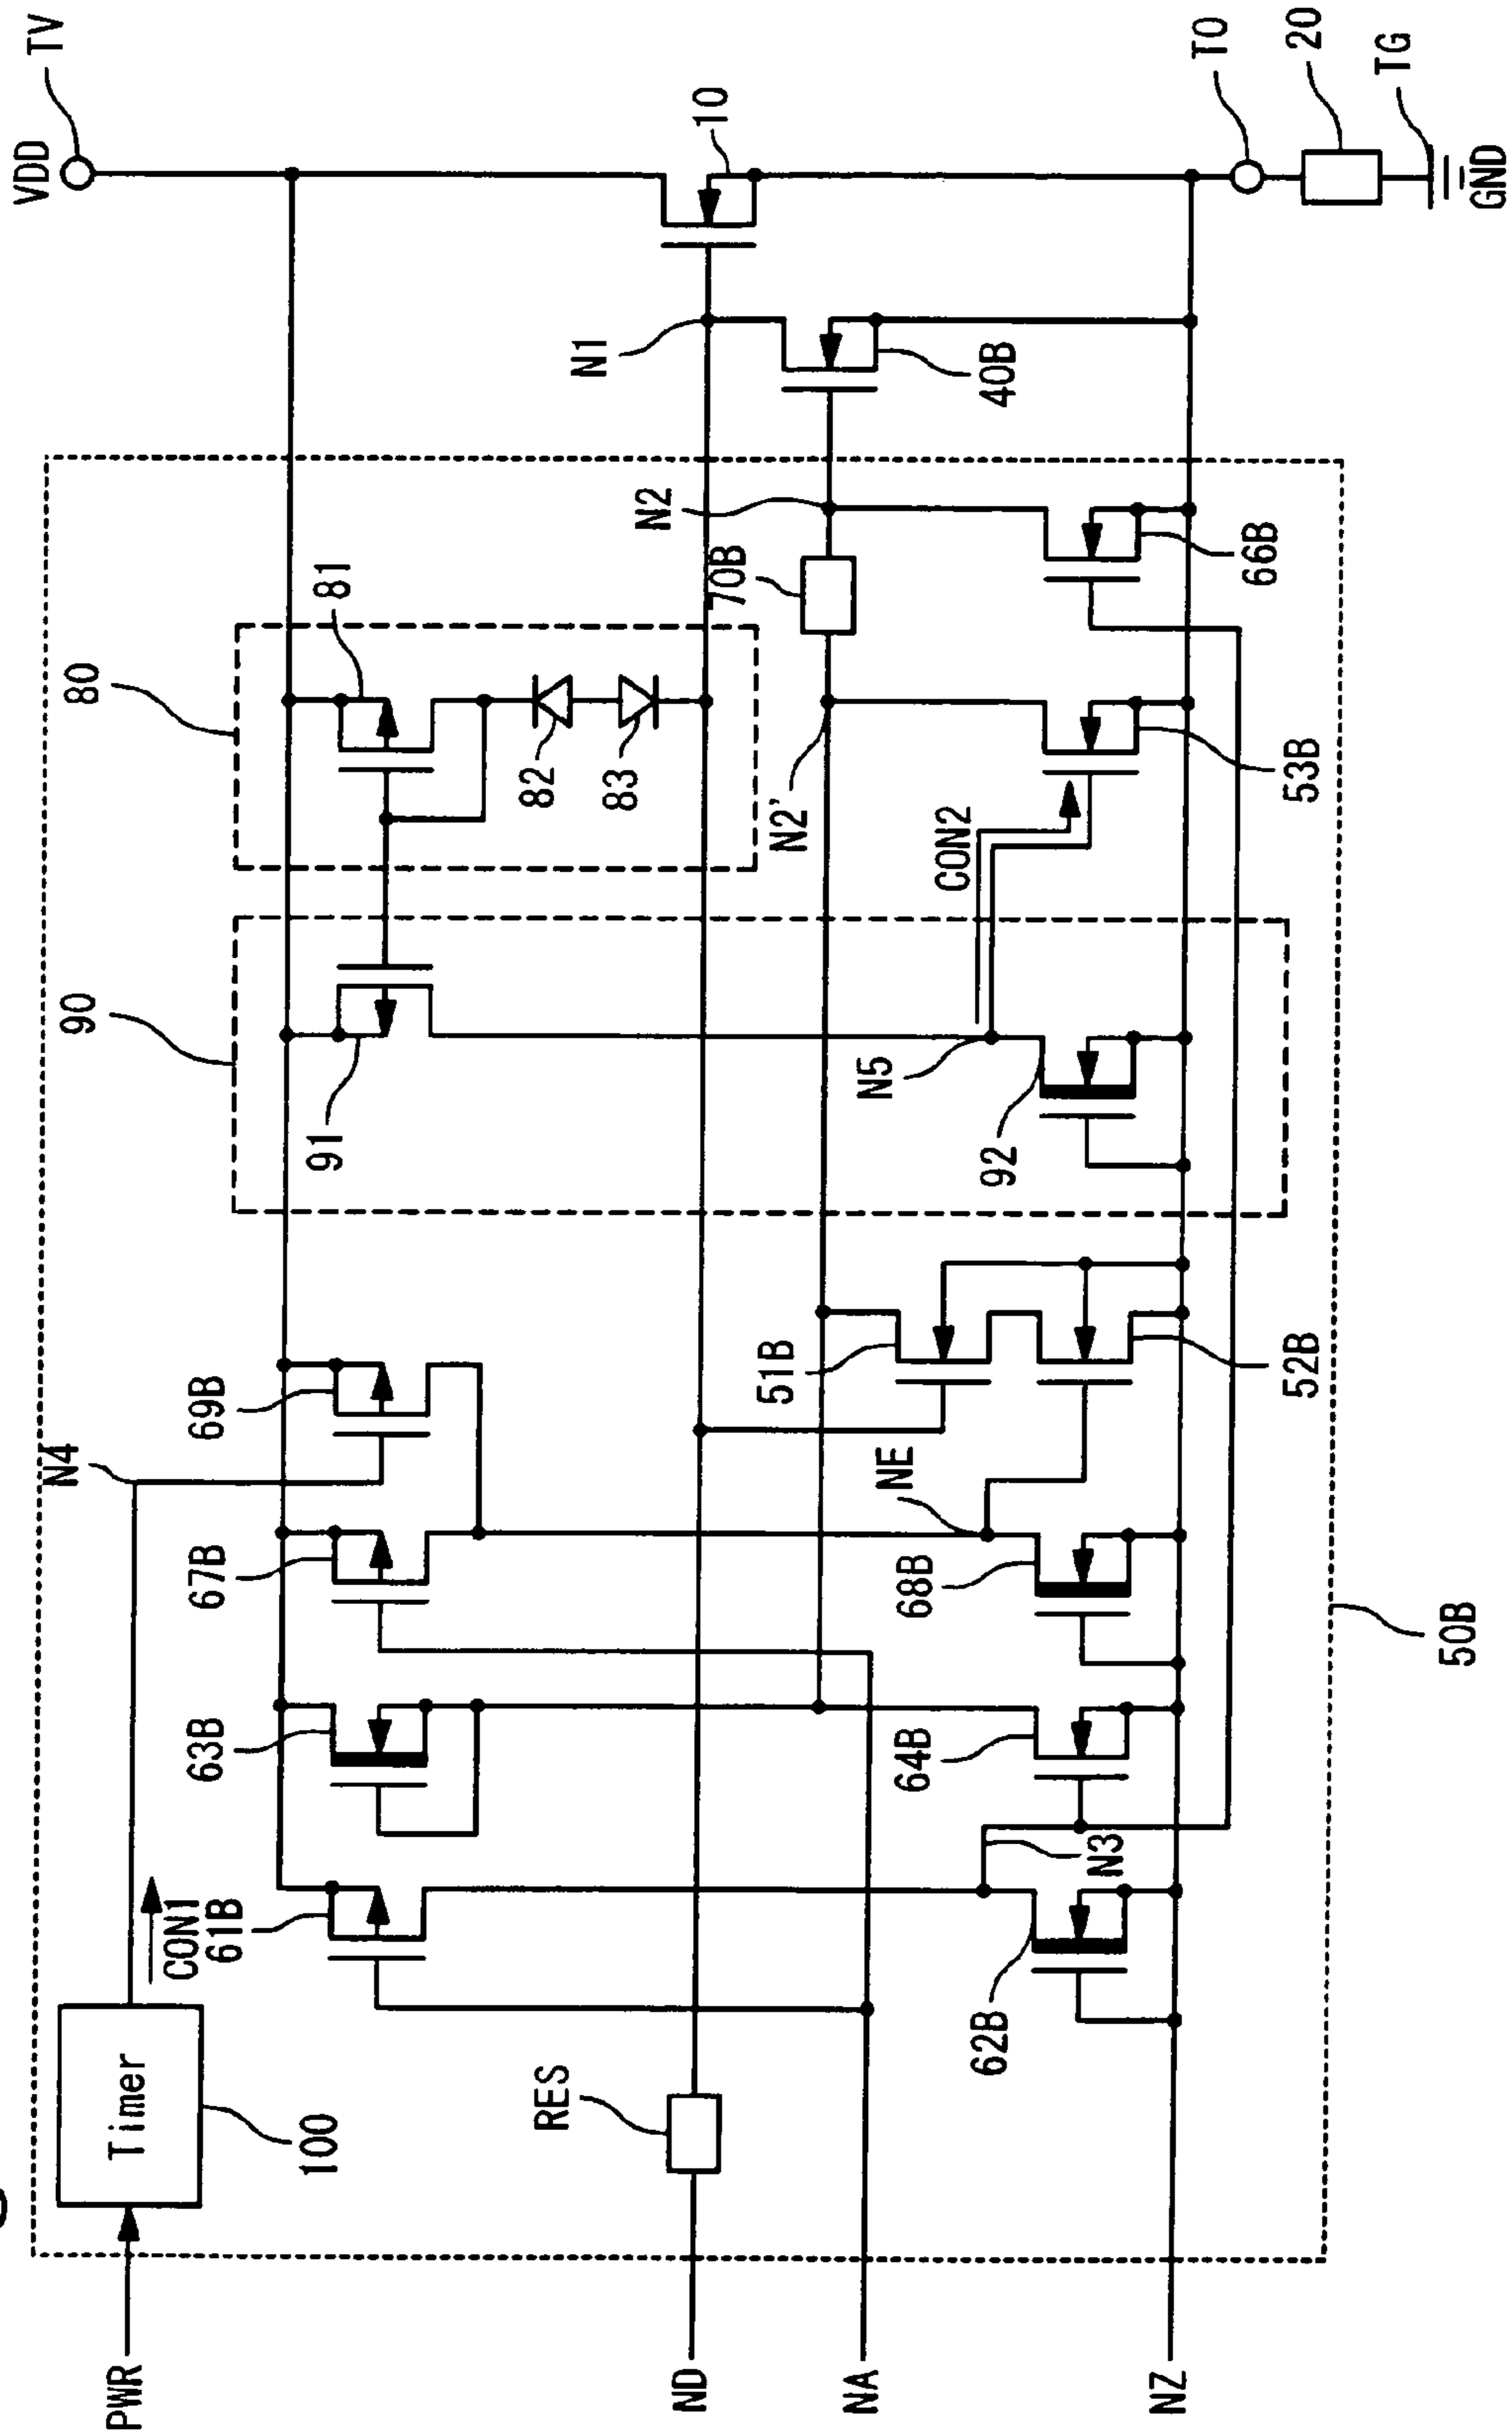 VDD
TV
10
TO
20
TG
GND
N1
40B
N2
70B
66B
80
81
82
83
N2'
CON2
53B
90
91
N5
92
N4
69B
51B
52B
67B
NE
68B
50B
63B
64B
CON1
61B
N3
62B
Timer
100
RES
PWR
ND
NA
NZ